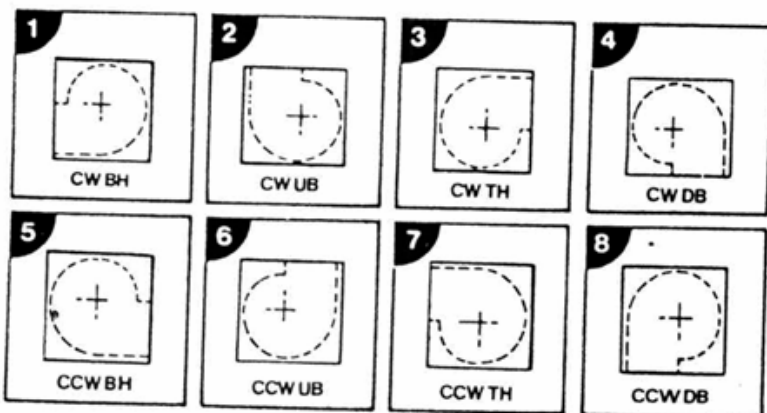 1 2 3 4
CW BH CW UB CW TH CW DB
5 6 7 8
CCW BH CCW UB CCW TH CCW DB